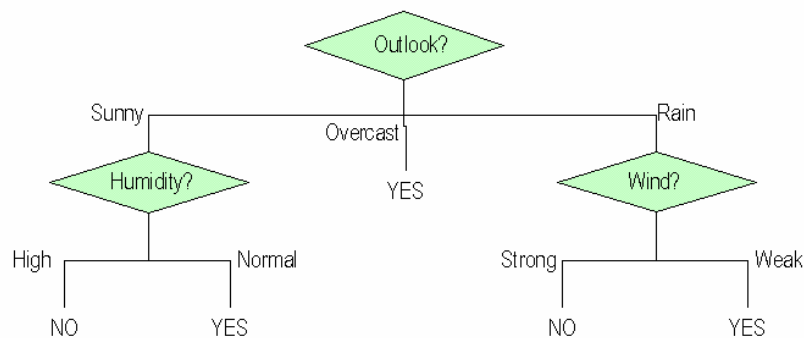 Outlook?
Sunny
Overcast
Rain
YES
Humidity?
Wind?
High
Normal
Strong
Weak
NO
YES
NO
YES